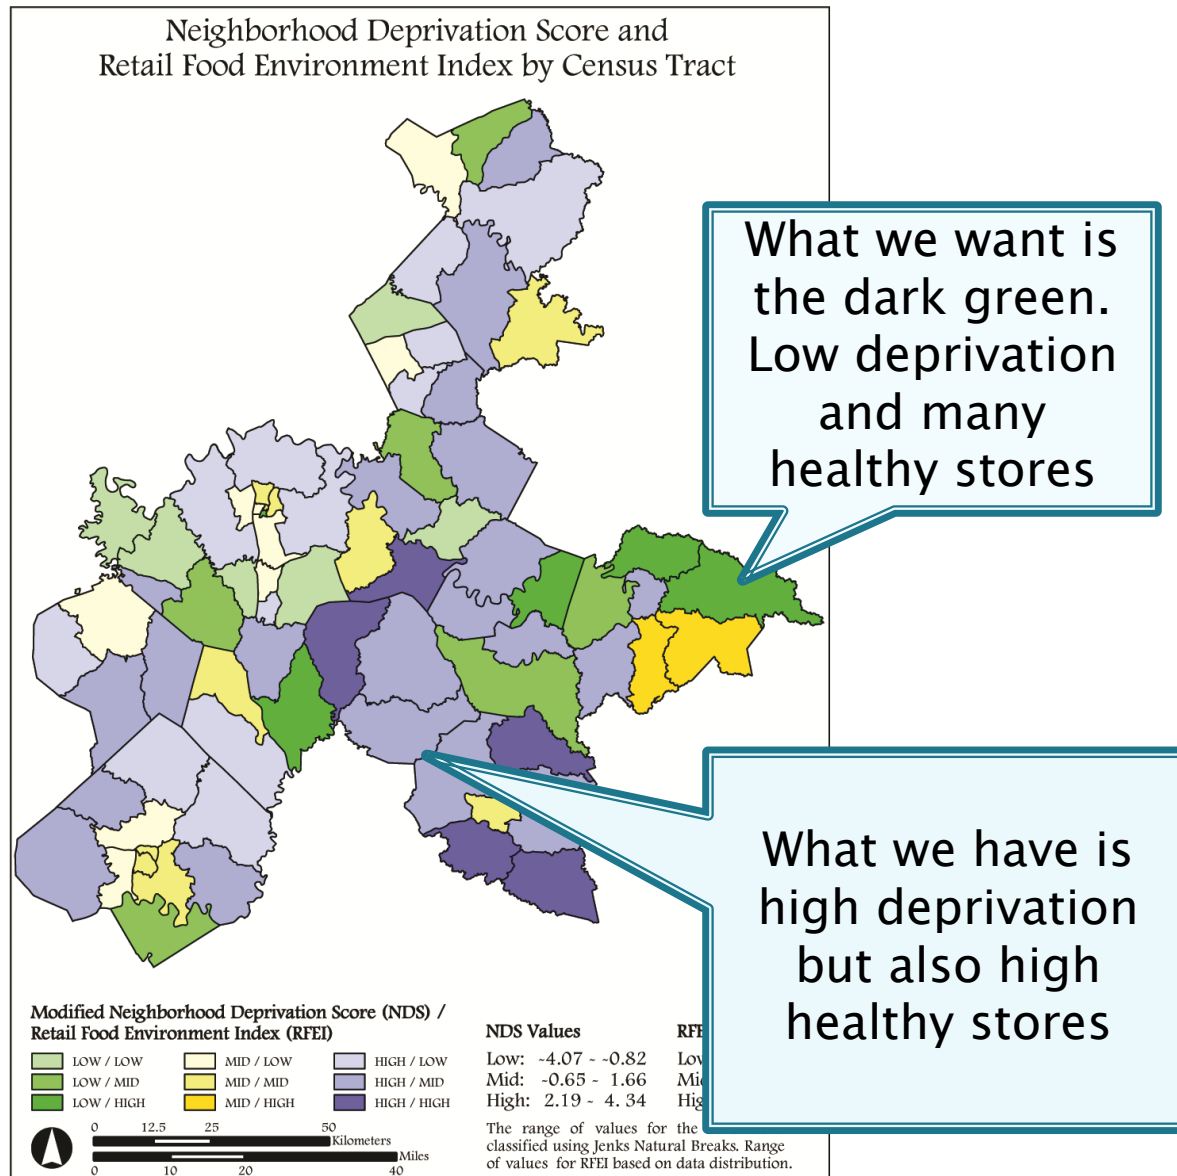 Neighborhood Deprivation Score and
Retail Food Environment Index by Census Tract
What we want is
the dark green.
Low deprivation
and many
healthy stores
What we have is
high deprivation
but also high
healthy stores
Modified Neighborhood Deprivation Score (NDS) /
Retail Food Environment Index (RFEI)
LOW / LOW MID / LOW HIGH / LOW
LOW / MID MID / MID HIGH / MID
LOW / HIGH MID / HIGH HIGH / HIGH
0 12.5 25 50
Kilometers
Miles
0 10 20 40
NDS Values
Low: -4.07 - -0.82
Mid: -0.65 - 1.66
High: 2.19 - 4.34
The range of values for the
classified using Jenks Natural Breaks. Range
of values for RFEI based on data distribution.